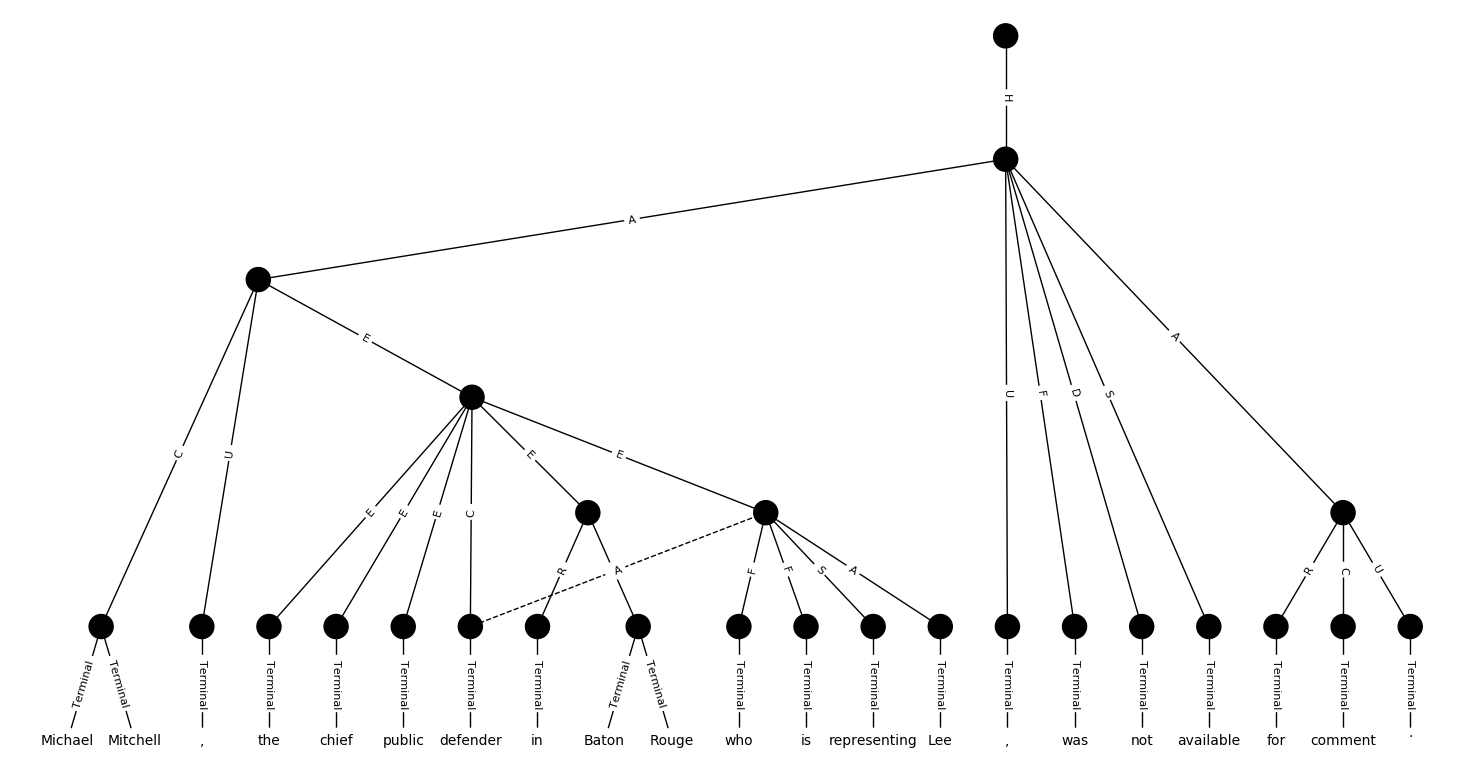 H
A
E A
C U U F D S
E
E E E C E
R A F F S A R C U
Terminal Terminal Terminal Terminal Terminal Terminal Terminal Terminal Terminal Terminal Terminal Terminal Terminal Terminal Terminal Terminal Terminal Terminal Terminal Terminal Terminal
Michael Mitchell , the chief public defender in Baton Rouge who is representing Lee , was not available for comment .